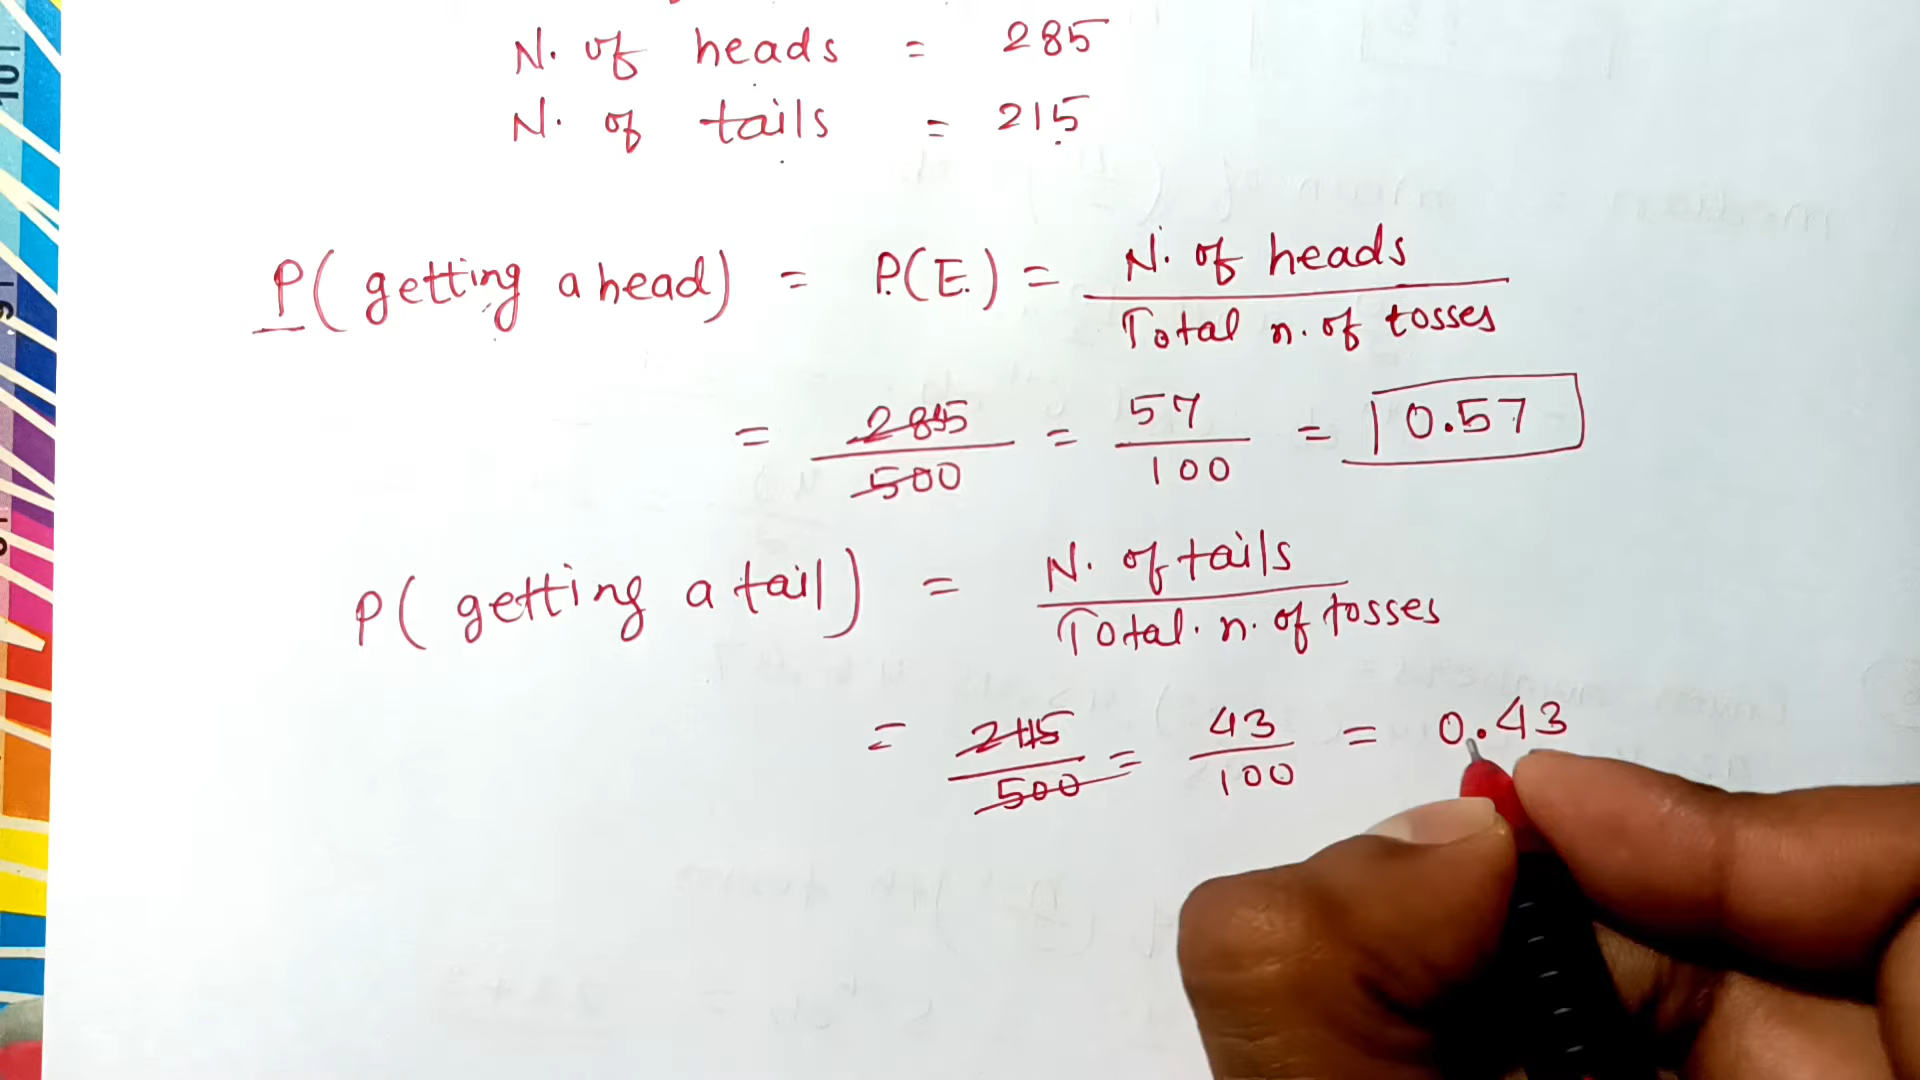 N. of heads = 285
N. of tails = 215
P( getting a head) = P(E) = N. of heads / Total n. of tosses
= 285 / 500 = 57 / 100 = 0.57
P( getting a tail) = N. of tails / Total. n. of tosses
= 215 / 500 = 43 / 100 = 0.43